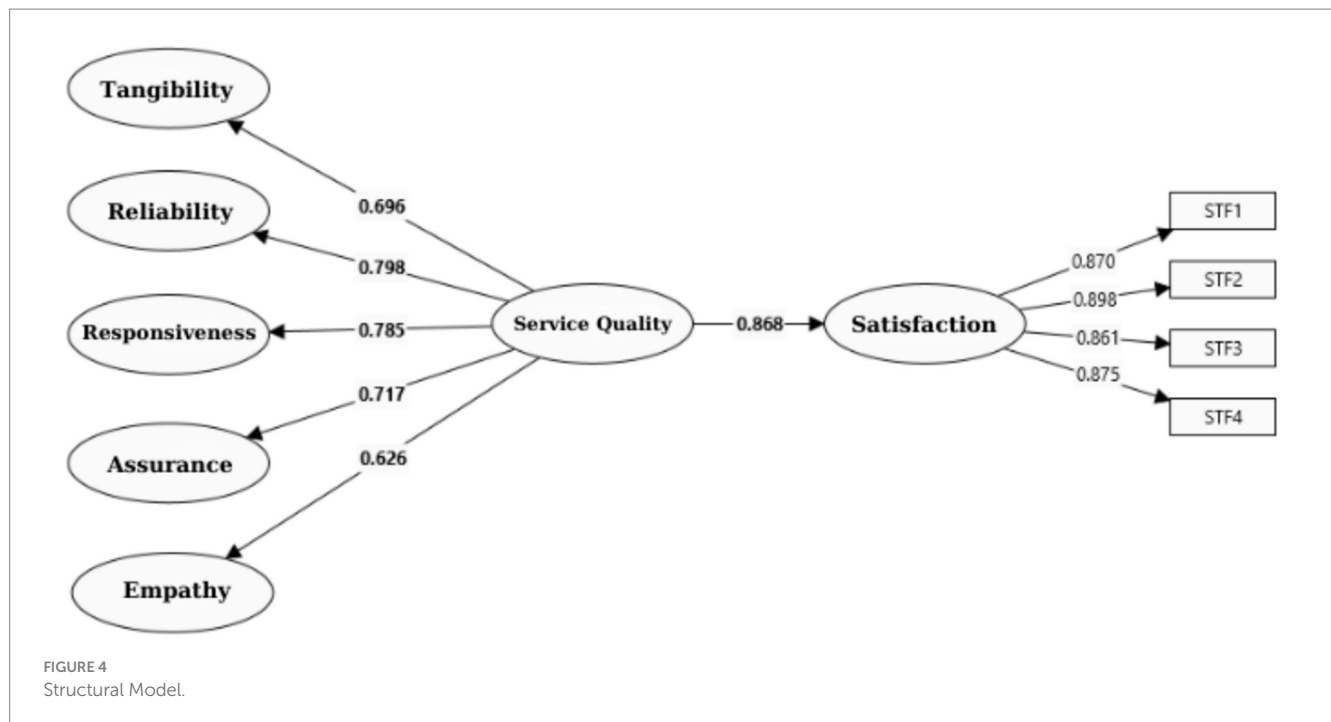 Tangibility
Reliability
Responsiveness
Assurance
Empathy
0.696
0.798
0.785
0.717
0.626
Service Quality
0.868
Satisfaction
0.870
0.898
0.861
0.875
STF1
STF2
STF3
STF4
FIGURE 4
Structural Model.